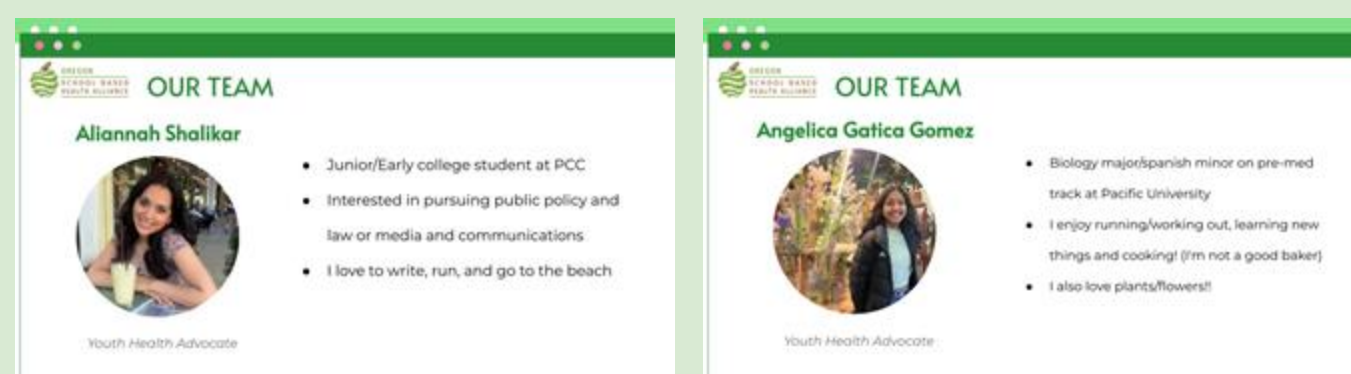 OREGON
SCHOOL BASED
HEALTH ALLIANCE
OUR TEAM
Aliannah Shalikar
● Junior/Early college student at PCC
● Interested in pursuing public policy and
law or media and communications
● I love to write, run, and go to the beach
Youth Health Advocate
OREGON
SCHOOL BASED
HEALTH ALLIANCE
OUR TEAM
Angelica Gatica Gomez
● Biology major/spanish minor on pre-med
track at Pacific University
● I enjoy running/working out, learning new
things and cooking! (I'm not a good baker)
● I also love plants/flowers!!
Youth Health Advocate